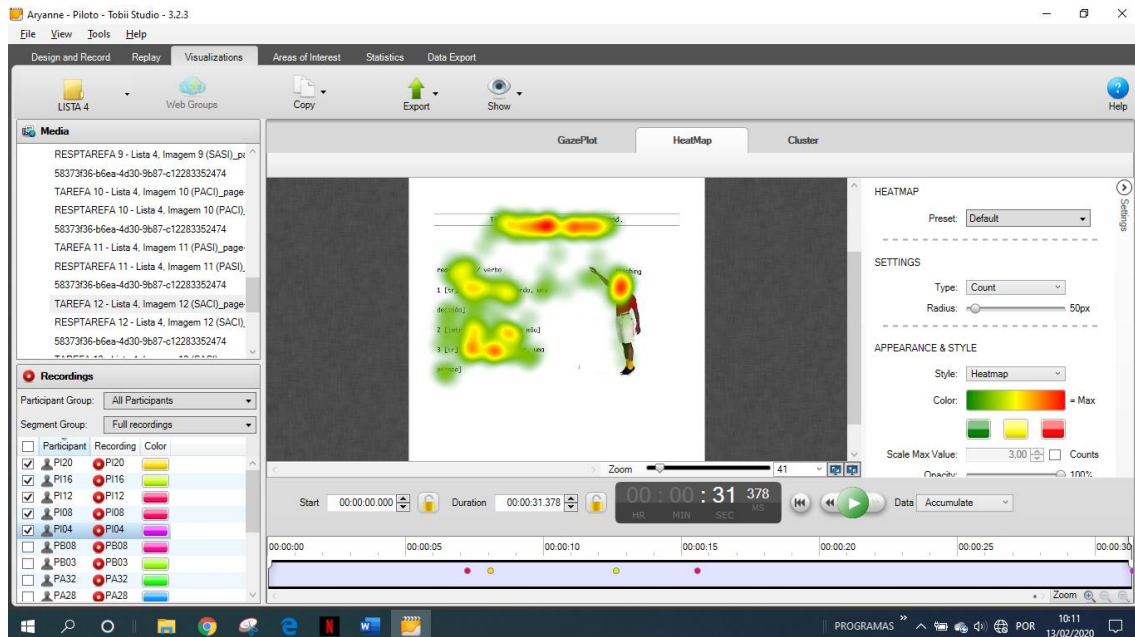 Aryanne - Piloto - Tobii Studio - 3.2.3
File View Tools Help
Design and Record Replay Visualizations Areas of Interest Statistics Data Export
LISTA 4 Web Groups Copy Export Show Help
Media
RESPTAREFA 9 - Lista 4, Imagem 9 (SASI)_pa
58373f36-b6ea-4d30-9b87-c12283352474
TAREFA 10 - Lista 4, Imagem 10 (PACI)_page-
RESPTAREFA 10 - Lista 4, Imagem 10 (PACI)_
58373f36-b6ea-4d30-9b87-c12283352474
TAREFA 11 - Lista 4, Imagem 11 (PASI)_page-
RESPTAREFA 11 - Lista 4, Imagem 11 (PASI)_
58373f36-b6ea-4d30-9b87-c12283352474
TAREFA 12 - Lista 4, Imagem 12 (SACI)_page-
RESPTAREFA 12 - Lista 4, Imagem 12 (SACI)_
58373f36-b6ea-4d30-9b87-c12283352474
Recordings
Participant Group: All Participants
Segment Group: Full recordings
Participant Recording Color
PI20 PI20
PI16 PI16
PI12 PI12
PI08 PI08
PI04 PI04
PB08 PB08
PB03 PB03
PA32 PA32
PA28 PA28
GazePlot HeatMap Cluster
/ verbo
1 [tr
2 [intr mão]
3 [tr] uma
HEATMAP
Preset: Default
SETTINGS
Type: Count
Radius: 50px
APPEARANCE & STYLE
Style: Heatmap
Color: = Max
Scale Max Value: 3,00 Counts
Opacity: 100%
Settings
Zoom 41
Start 00:00:00.000 Duration 00:00:31.378 00 : 00 : 31 378 Data Accumulate
HR MIN SEC MS
00:00:00 00:00:05 00:00:10 00:00:15 00:00:20 00:00:25 00:00:30
Zoom
PROGRAMAS POR 10:11
13/02/2020